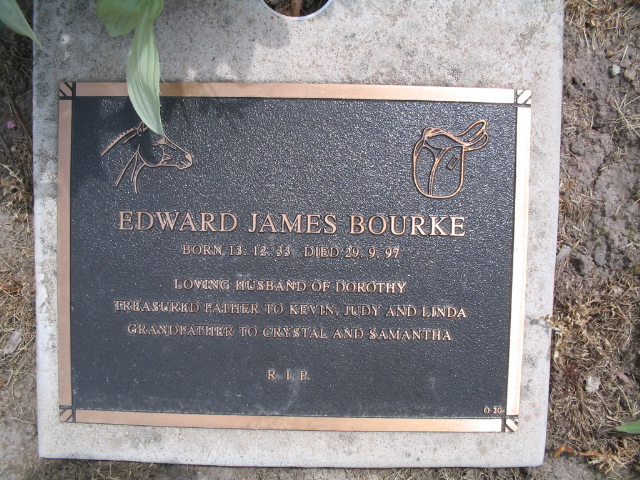 EDWARD JAMES BOURKE
BORN 13. 12. 33 DIED 29. 9. 97
LOVING HUSBAND OF DOROTHY
TREASURED FATHER TO KEVIN, JUDY AND LINDA
GRANDFATHER TO CRYSTAL AND SAMANTHA
R. I. P.
O 20